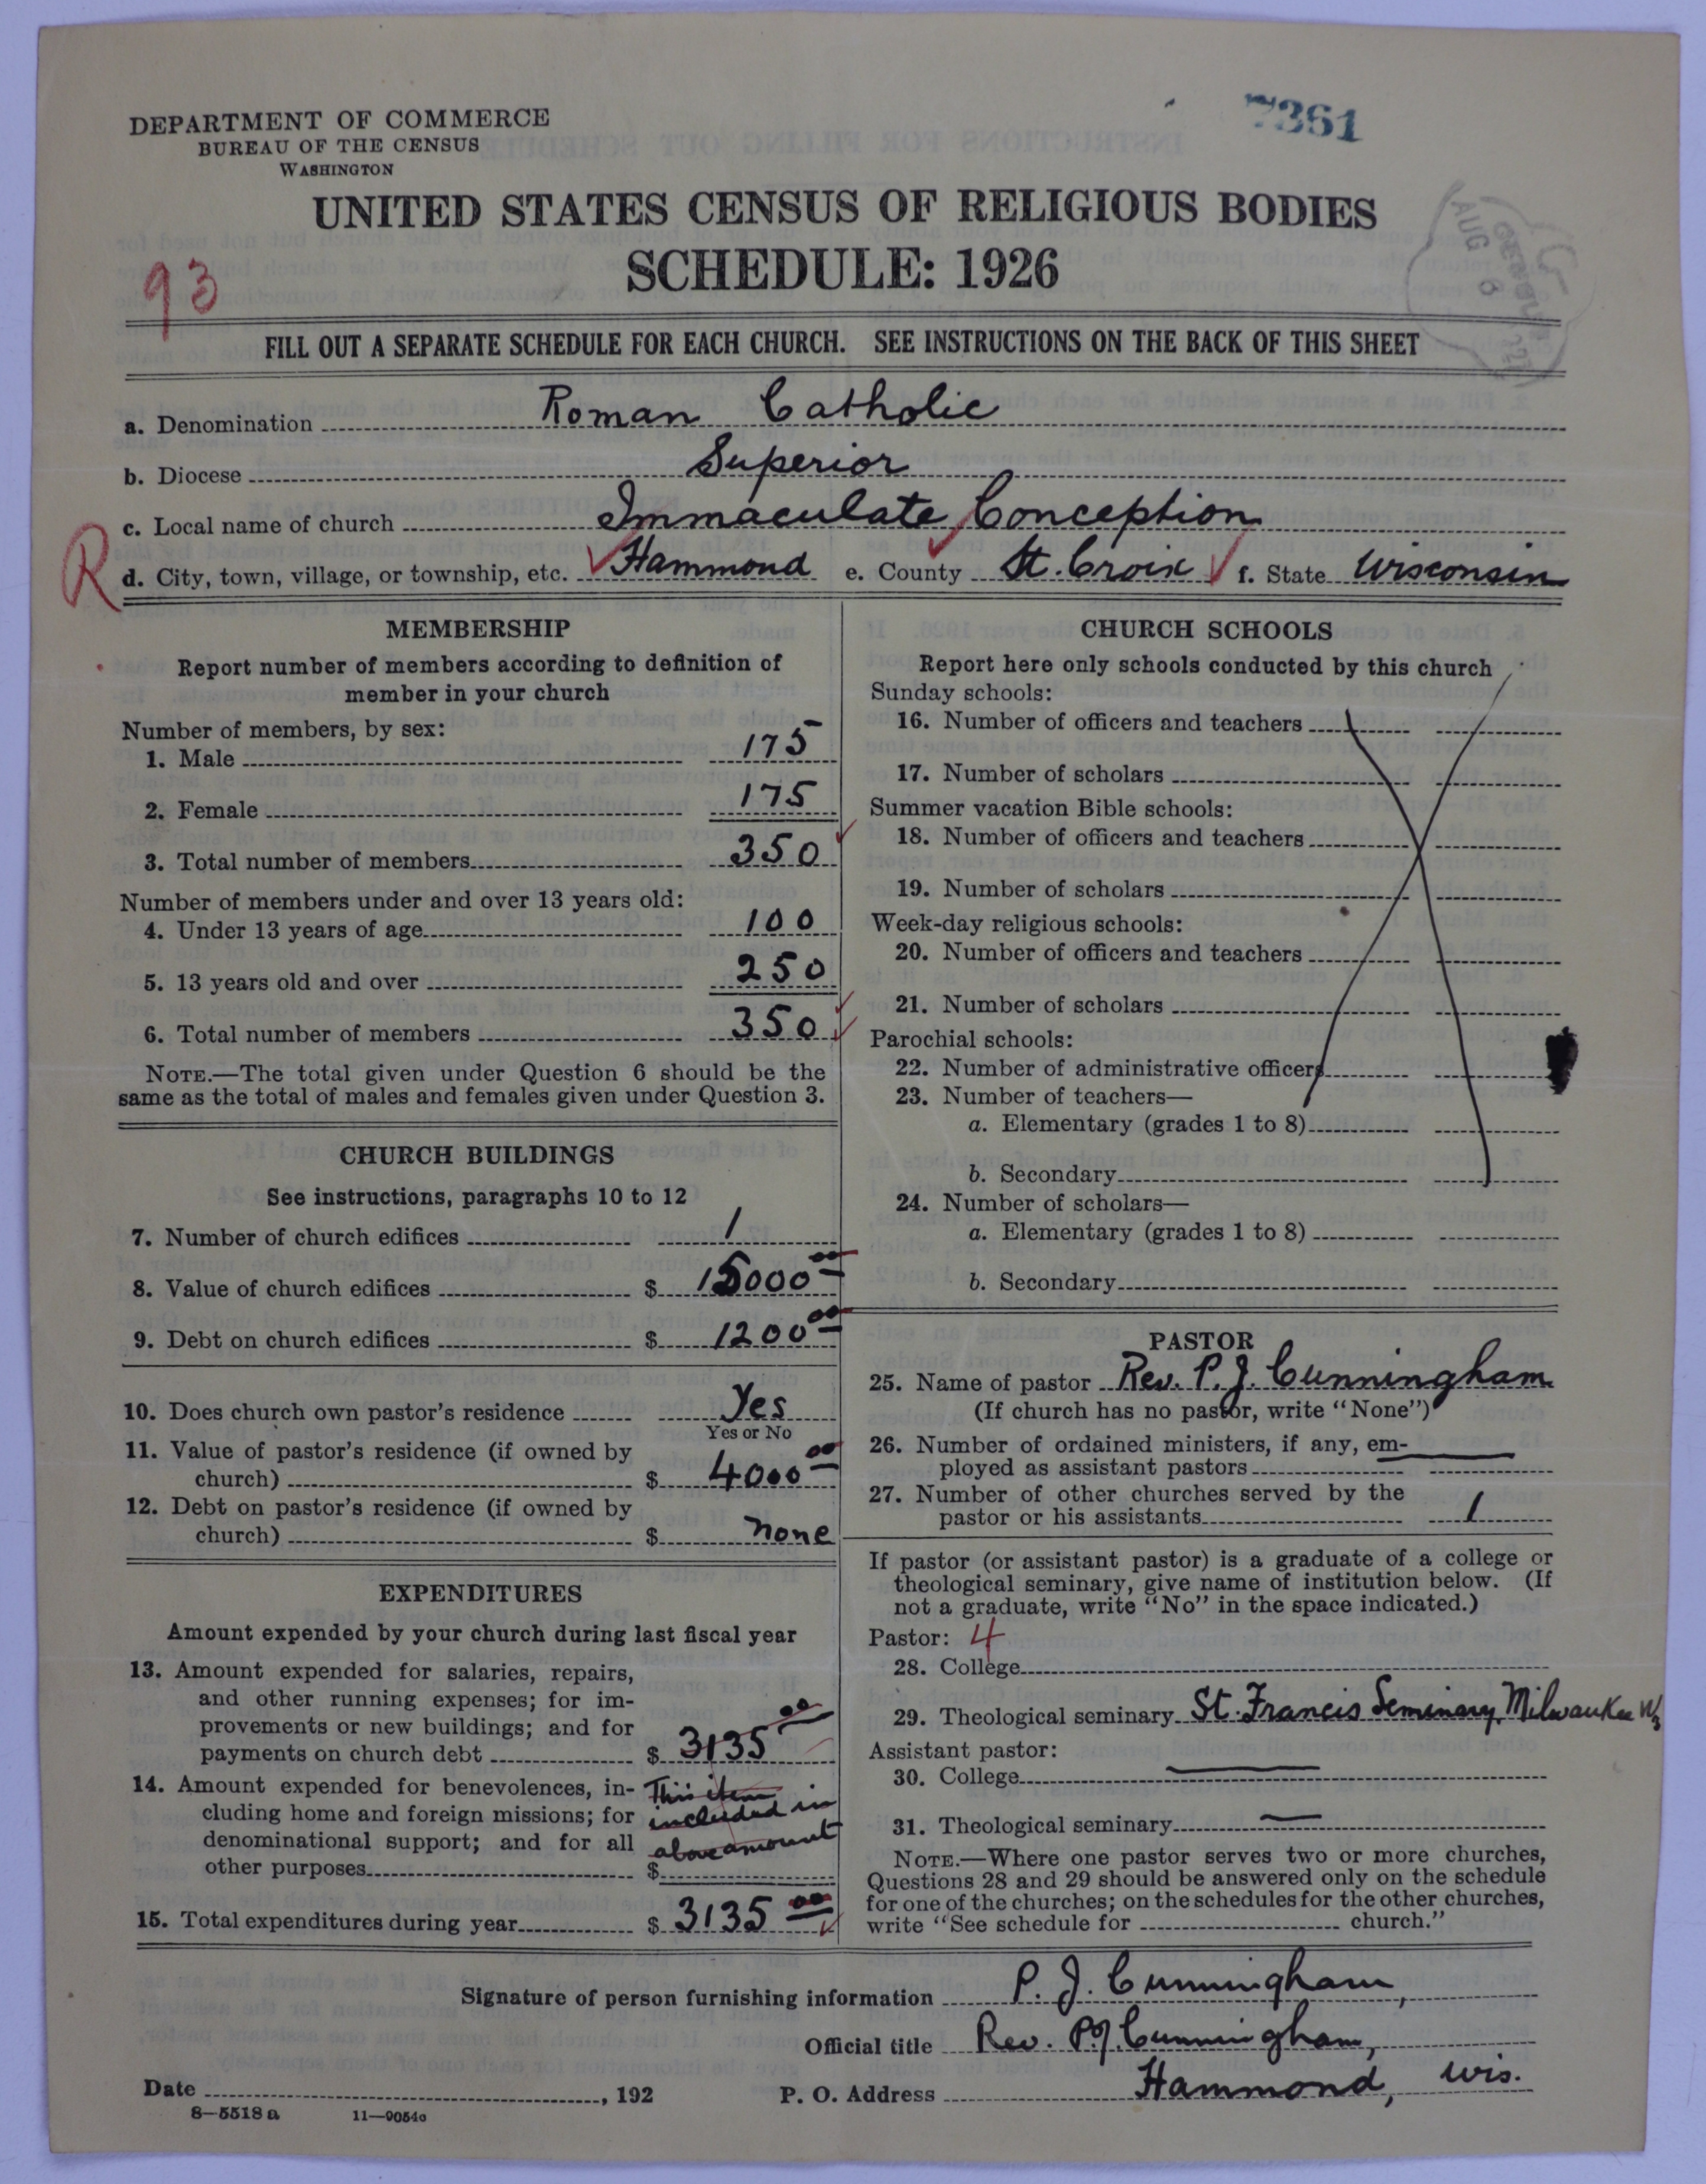 DEPARTMENT OF COMMERCE
BUREAU OF THE CENSUS
WASHINGTON
7361
UNITED STATES CENSUS OF RELIGIOUS BODIES
SCHEDULE: 1926
93
AUG 9
FILL OUT A SEPARATE SCHEDULE FOR EACH CHURCH. SEE INSTRUCTIONS ON THE BACK OF THIS SHEET
a. Denomination Roman Catholic
b. Diocese Superior
c. Local name of church Immaculate Conception
R
d. City, town, village, or township, etc. Hammond e. County St. Croix f. State Wisconsin
MEMBERSHIP
Report number of members according to definition of
member in your church
Number of members, by sex:
1. Male 175
2. Female 175
3. Total number of members 350
Number of members under and over 13 years old:
4. Under 13 years of age 100
5. 13 years old and over 250
6. Total number of members 350
NOTE.—The total given under Question 6 should be the
same as the total of males and females given under Question 3.
CHURCH BUILDINGS
See instructions, paragraphs 10 to 12
7. Number of church edifices 1
8. Value of church edifices $ 15000 00
9. Debt on church edifices $ 1200 00
10. Does church own pastor's residence Yes
Yes or No
11. Value of pastor's residence (if owned by
church) $ 4000 00
12. Debt on pastor's residence (if owned by
church) $ none
EXPENDITURES
Amount expended by your church during last fiscal year
13. Amount expended for salaries, repairs,
and other running expenses; for im-
provements or new buildings; and for
payments on church debt $ 3135 00
14. Amount expended for benevolences, in- This item
cluding home and foreign missions; for included in
denominational support; and for all above amount
other purposes $
15. Total expenditures during year $ 3135 00
CHURCH SCHOOLS
Report here only schools conducted by this church
Sunday schools:
16. Number of officers and teachers
17. Number of scholars
Summer vacation Bible schools:
18. Number of officers and teachers
19. Number of scholars
Week-day religious schools:
20. Number of officers and teachers
21. Number of scholars
Parochial schools:
22. Number of administrative officers
23. Number of teachers—
a. Elementary (grades 1 to 8)
b. Secondary
24. Number of scholars—
a. Elementary (grades 1 to 8)
b. Secondary
PASTOR
25. Name of pastor Rev. P. J. Cunningham
(If church has no pastor, write "None")
26. Number of ordained ministers, if any, em-
ployed as assistant pastors
27. Number of other churches served by the
pastor or his assistants 1
If pastor (or assistant pastor) is a graduate of a college or
theological seminary, give name of institution below. (If
not a graduate, write "No" in the space indicated.)
Pastor: 4
28. College
29. Theological seminary St. Francis Seminary, Milwaukee Wis
Assistant pastor:
30. College
31. Theological seminary
NOTE.—Where one pastor serves two or more churches,
Questions 28 and 29 should be answered only on the schedule
for one of the churches; on the schedules for the other churches,
write "See schedule for church."
Signature of person furnishing information P. J. Cunningham,
Official title Rev. P. J. Cunningham,
Date , 192 P. O. Address Hammond, Wis.
8—5518 a 11—9054a